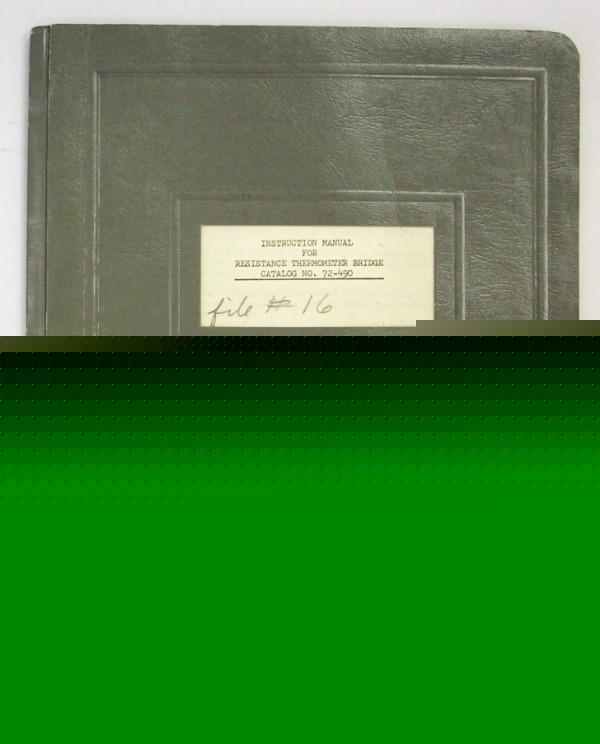 INSTRUCTION MANUAL
FOR
RESISTANCE THERMOMETER BRIDGE
CATALOG NO. 72-490
file # 16